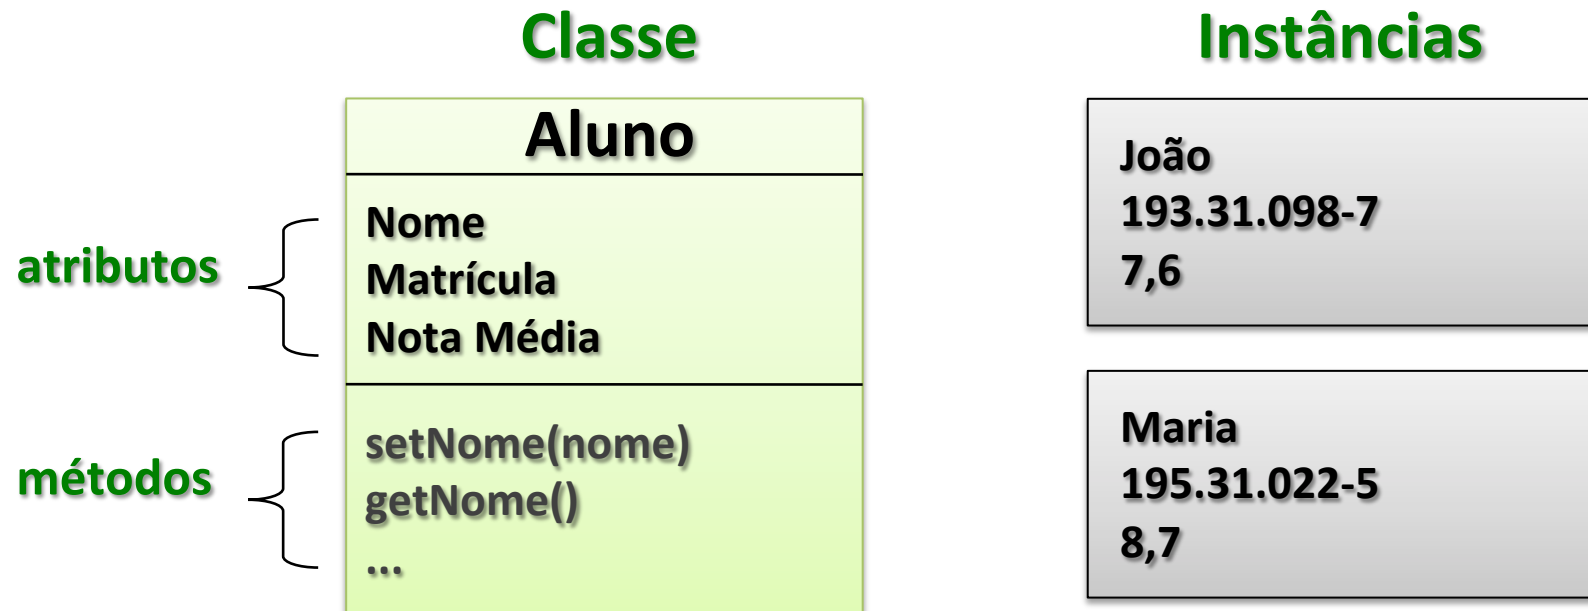 Classe
Aluno
atributos
Nome
Matrícula
Nota Média
métodos
setNome(nome)
getNome()
...
Instâncias
João
193.31.098-7
7,6
Maria
195.31.022-5
8,7